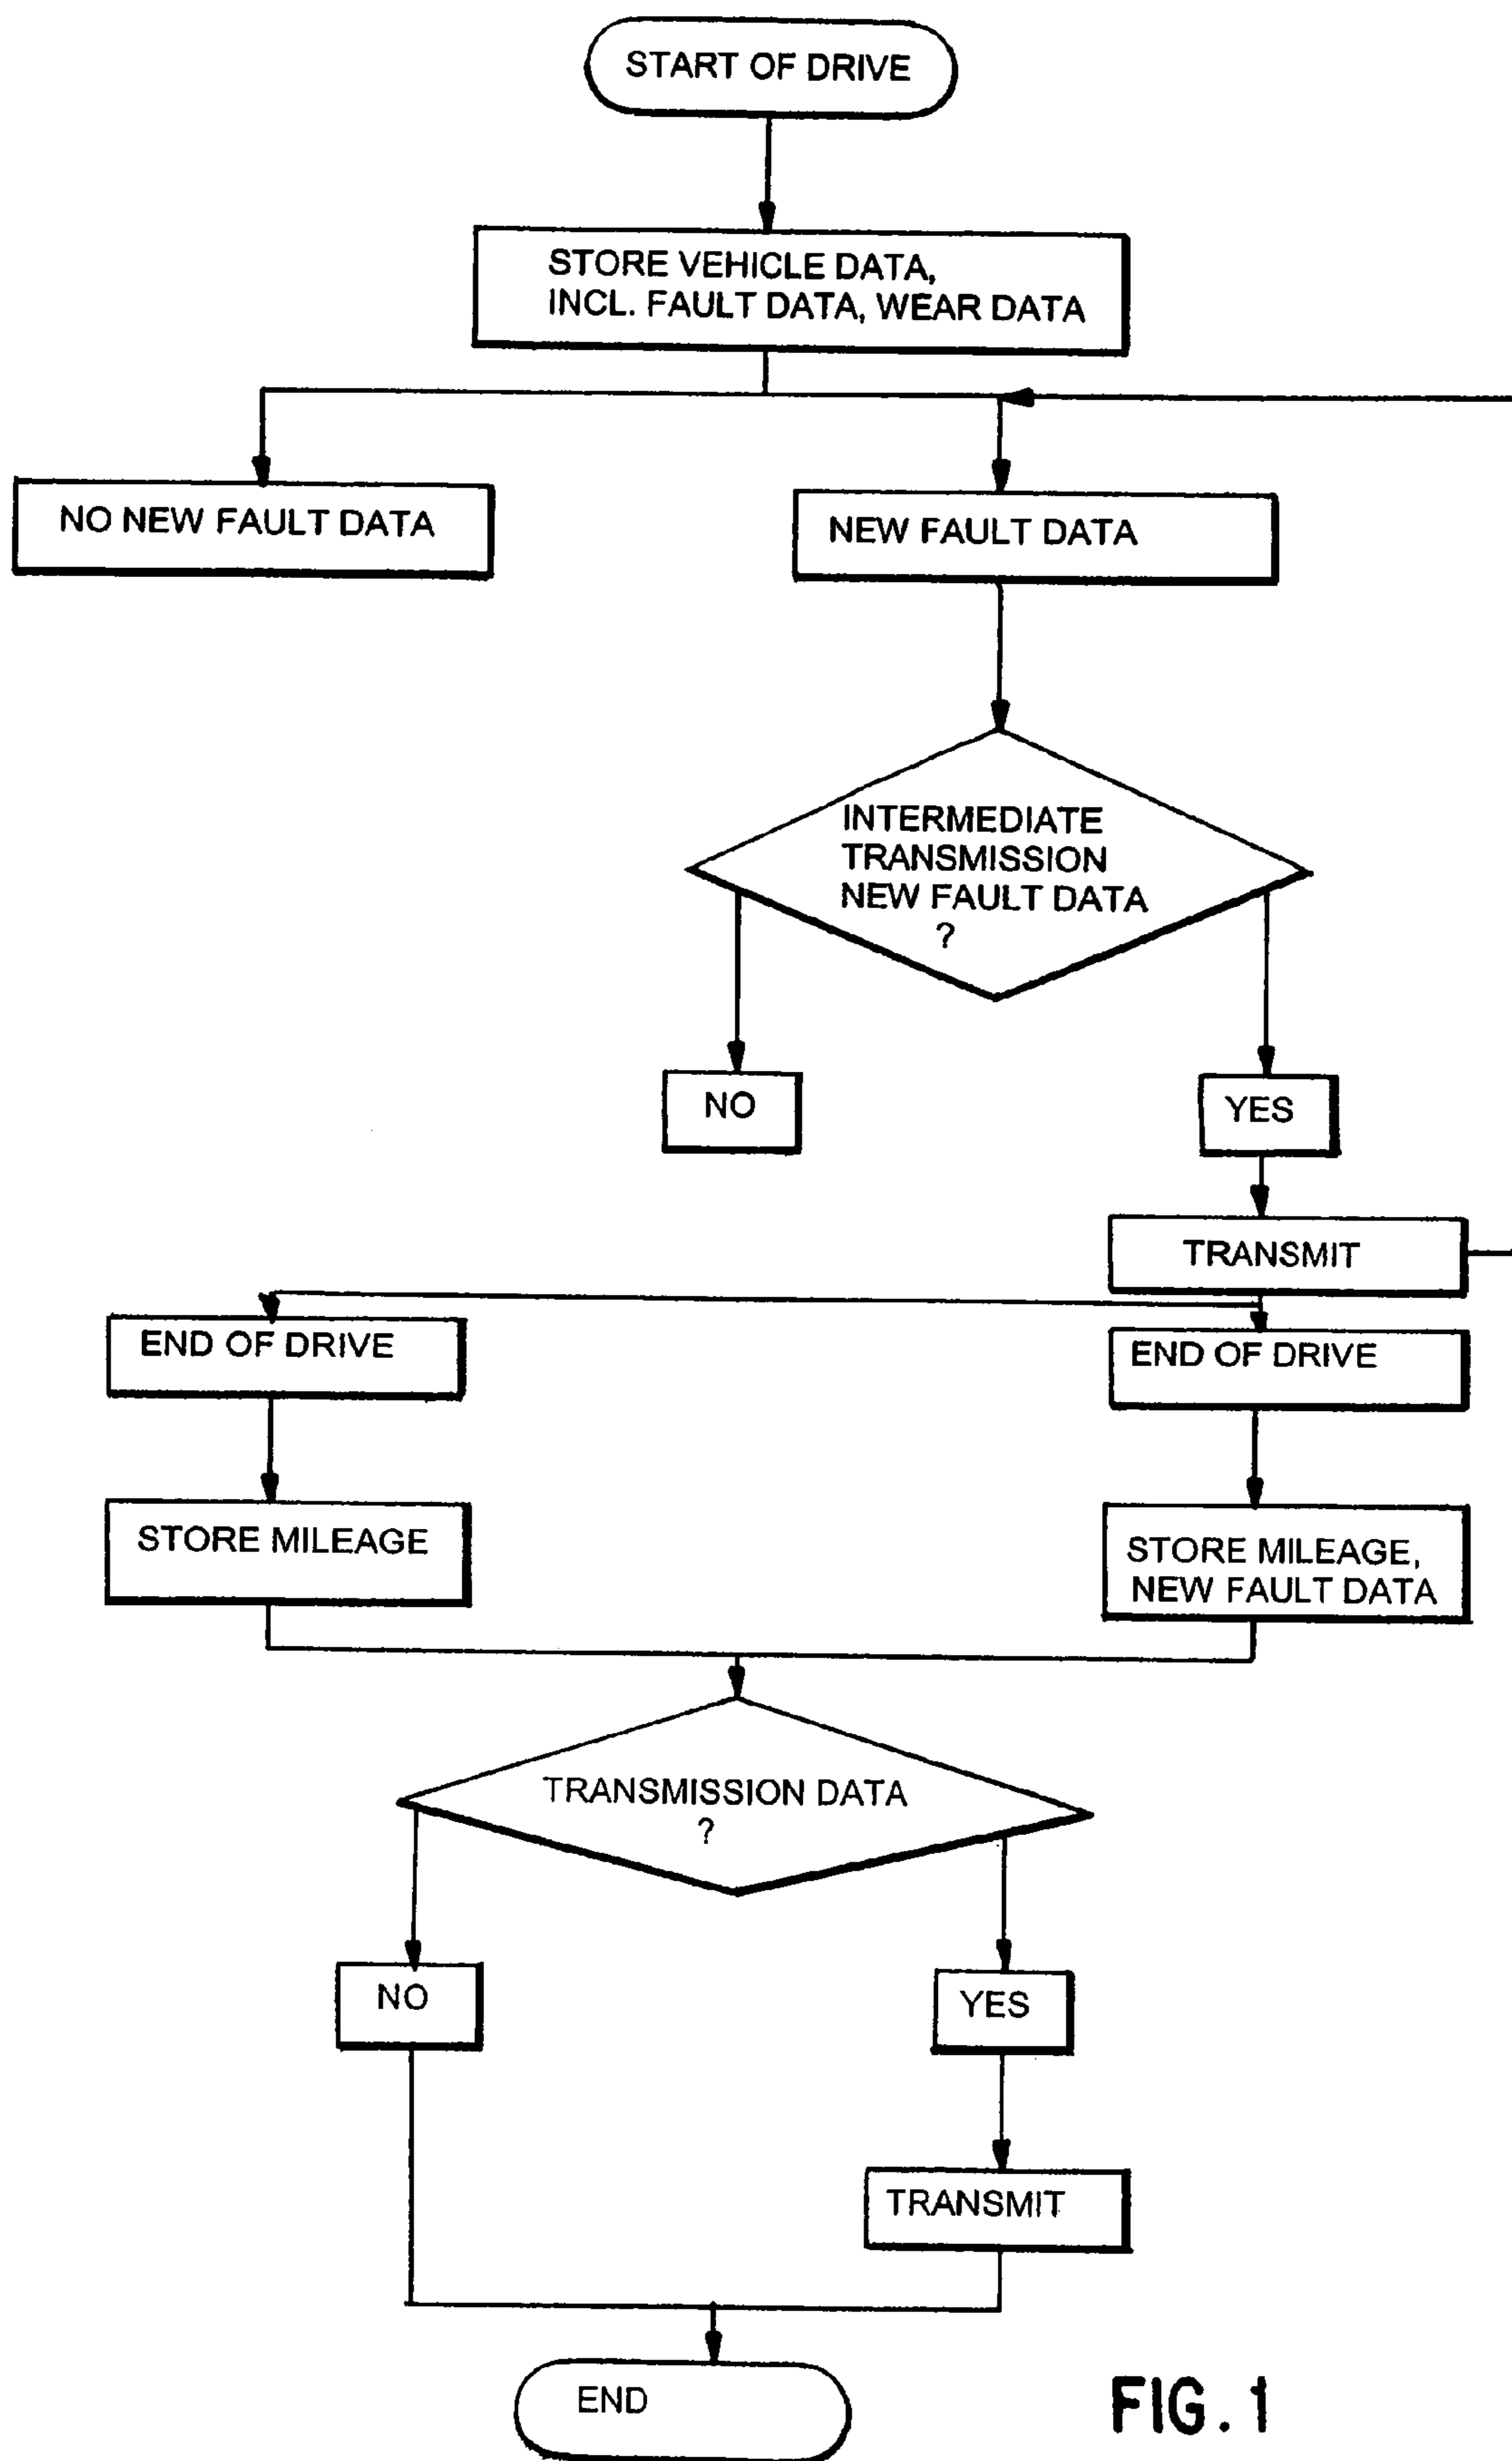 START OF DRIVE
STORE VEHICLE DATA,
INCL. FAULT DATA, WEAR DATA
NO NEW FAULT DATA
NEW FAULT DATA
INTERMEDIATE
TRANSMISSION
NEW FAULT DATA
?
NO
YES
TRANSMIT
END OF DRIVE
END OF DRIVE
STORE MILEAGE
STORE MILEAGE,
NEW FAULT DATA
TRANSMISSION DATA
?
NO
YES
TRANSMIT
END
FIG. 1